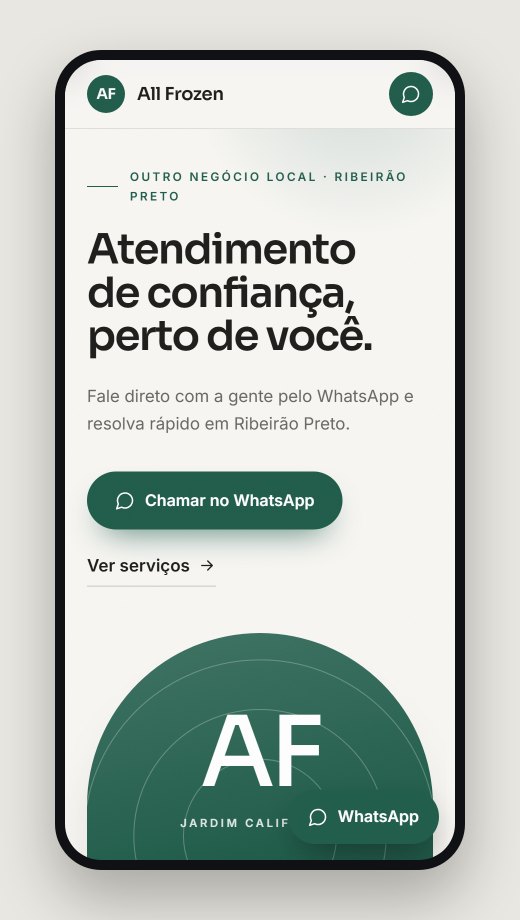 AF All Frozen
OUTRO NEGÓCIO LOCAL · RIBEIRÃO
PRETO
Atendimento
de confiança,
perto de você.
Fale direto com a gente pelo WhatsApp e
resolva rápido em Ribeirão Preto.
Chamar no WhatsApp
Ver serviços →
AF
JARDIM CALIF
WhatsApp